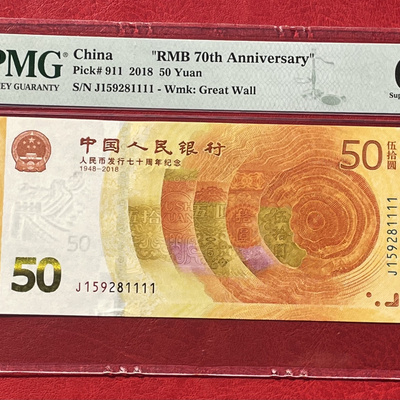 PMG China "RMB 70th Anniversary"
Pick# 911 2018 50 Yuan
EY GUARANTY S/N J159281111 - Wmk: Great Wall
中国人民银行 50 伍拾圆
人民币发行七十周年纪念
1948-2018
50 J159281111
J159281111